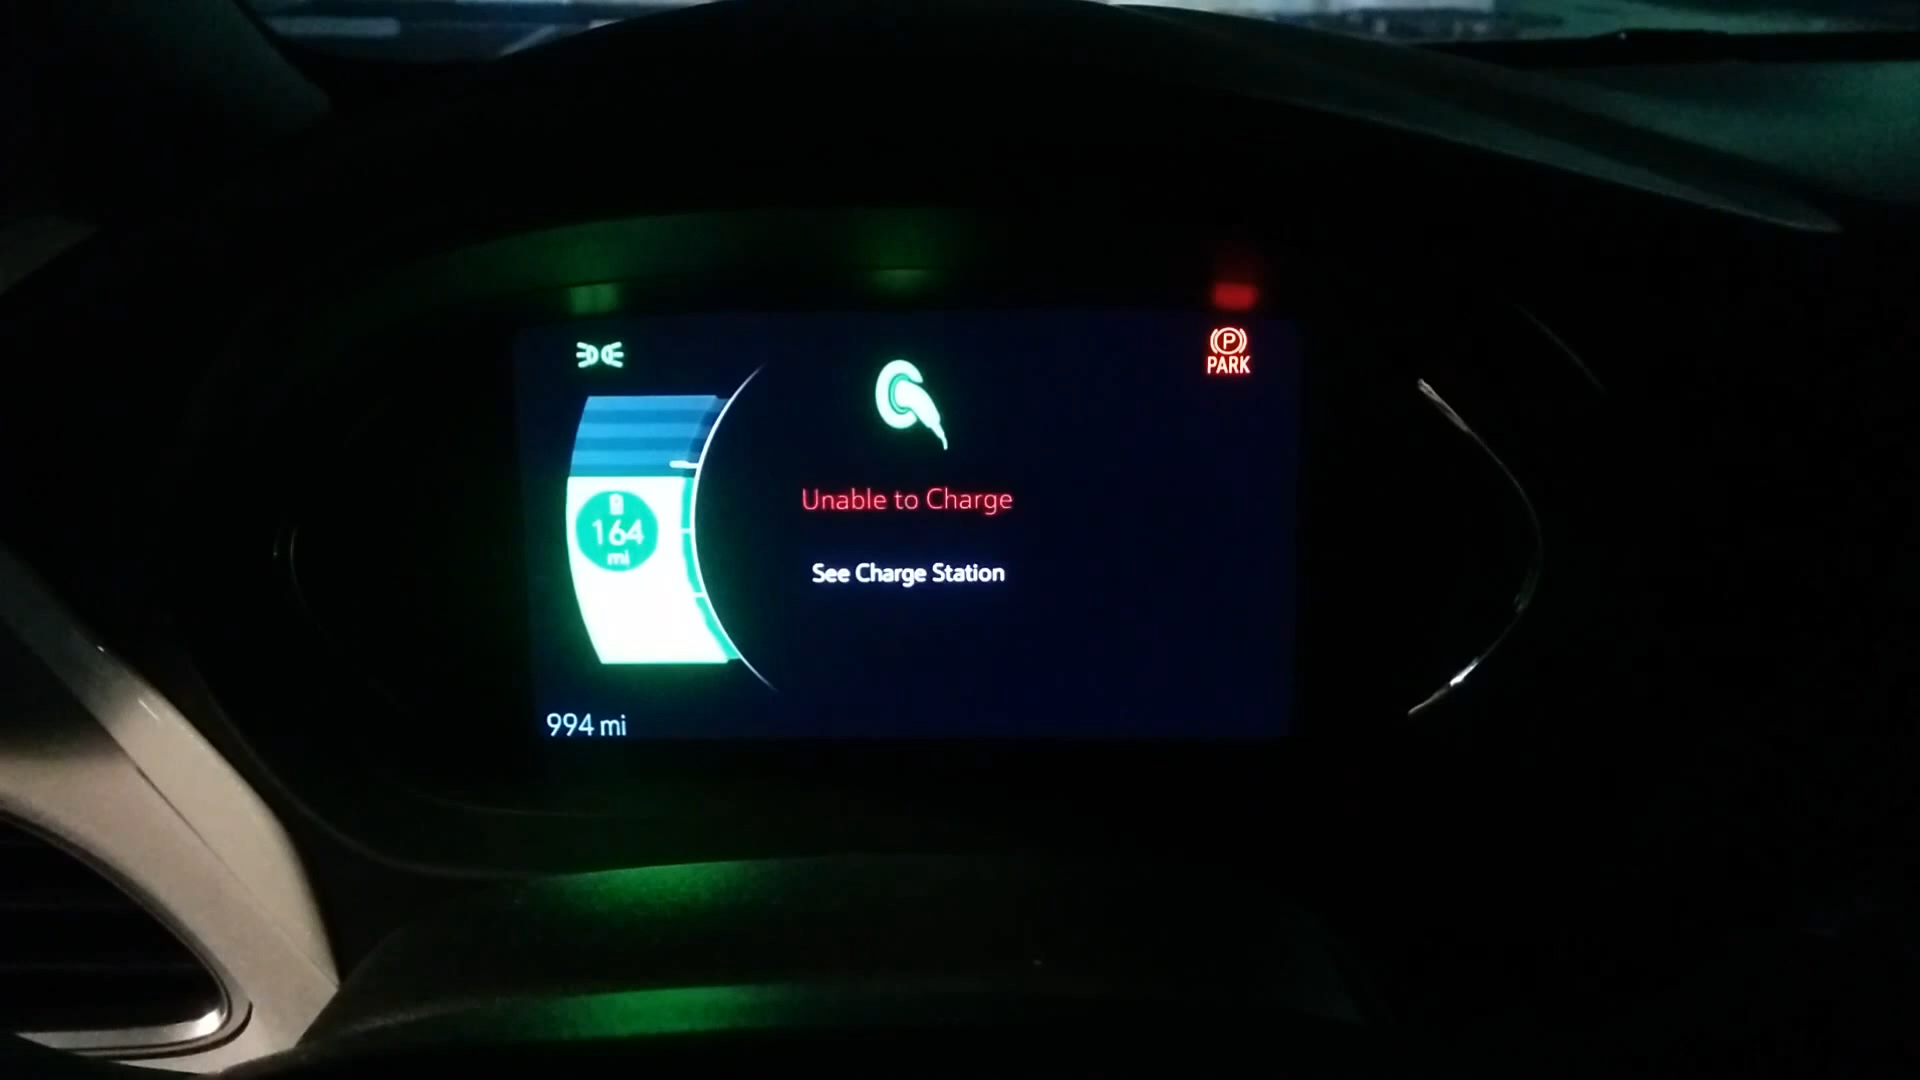 P
PARK
Unable to Charge
164
mi
See Charge Station
994 mi